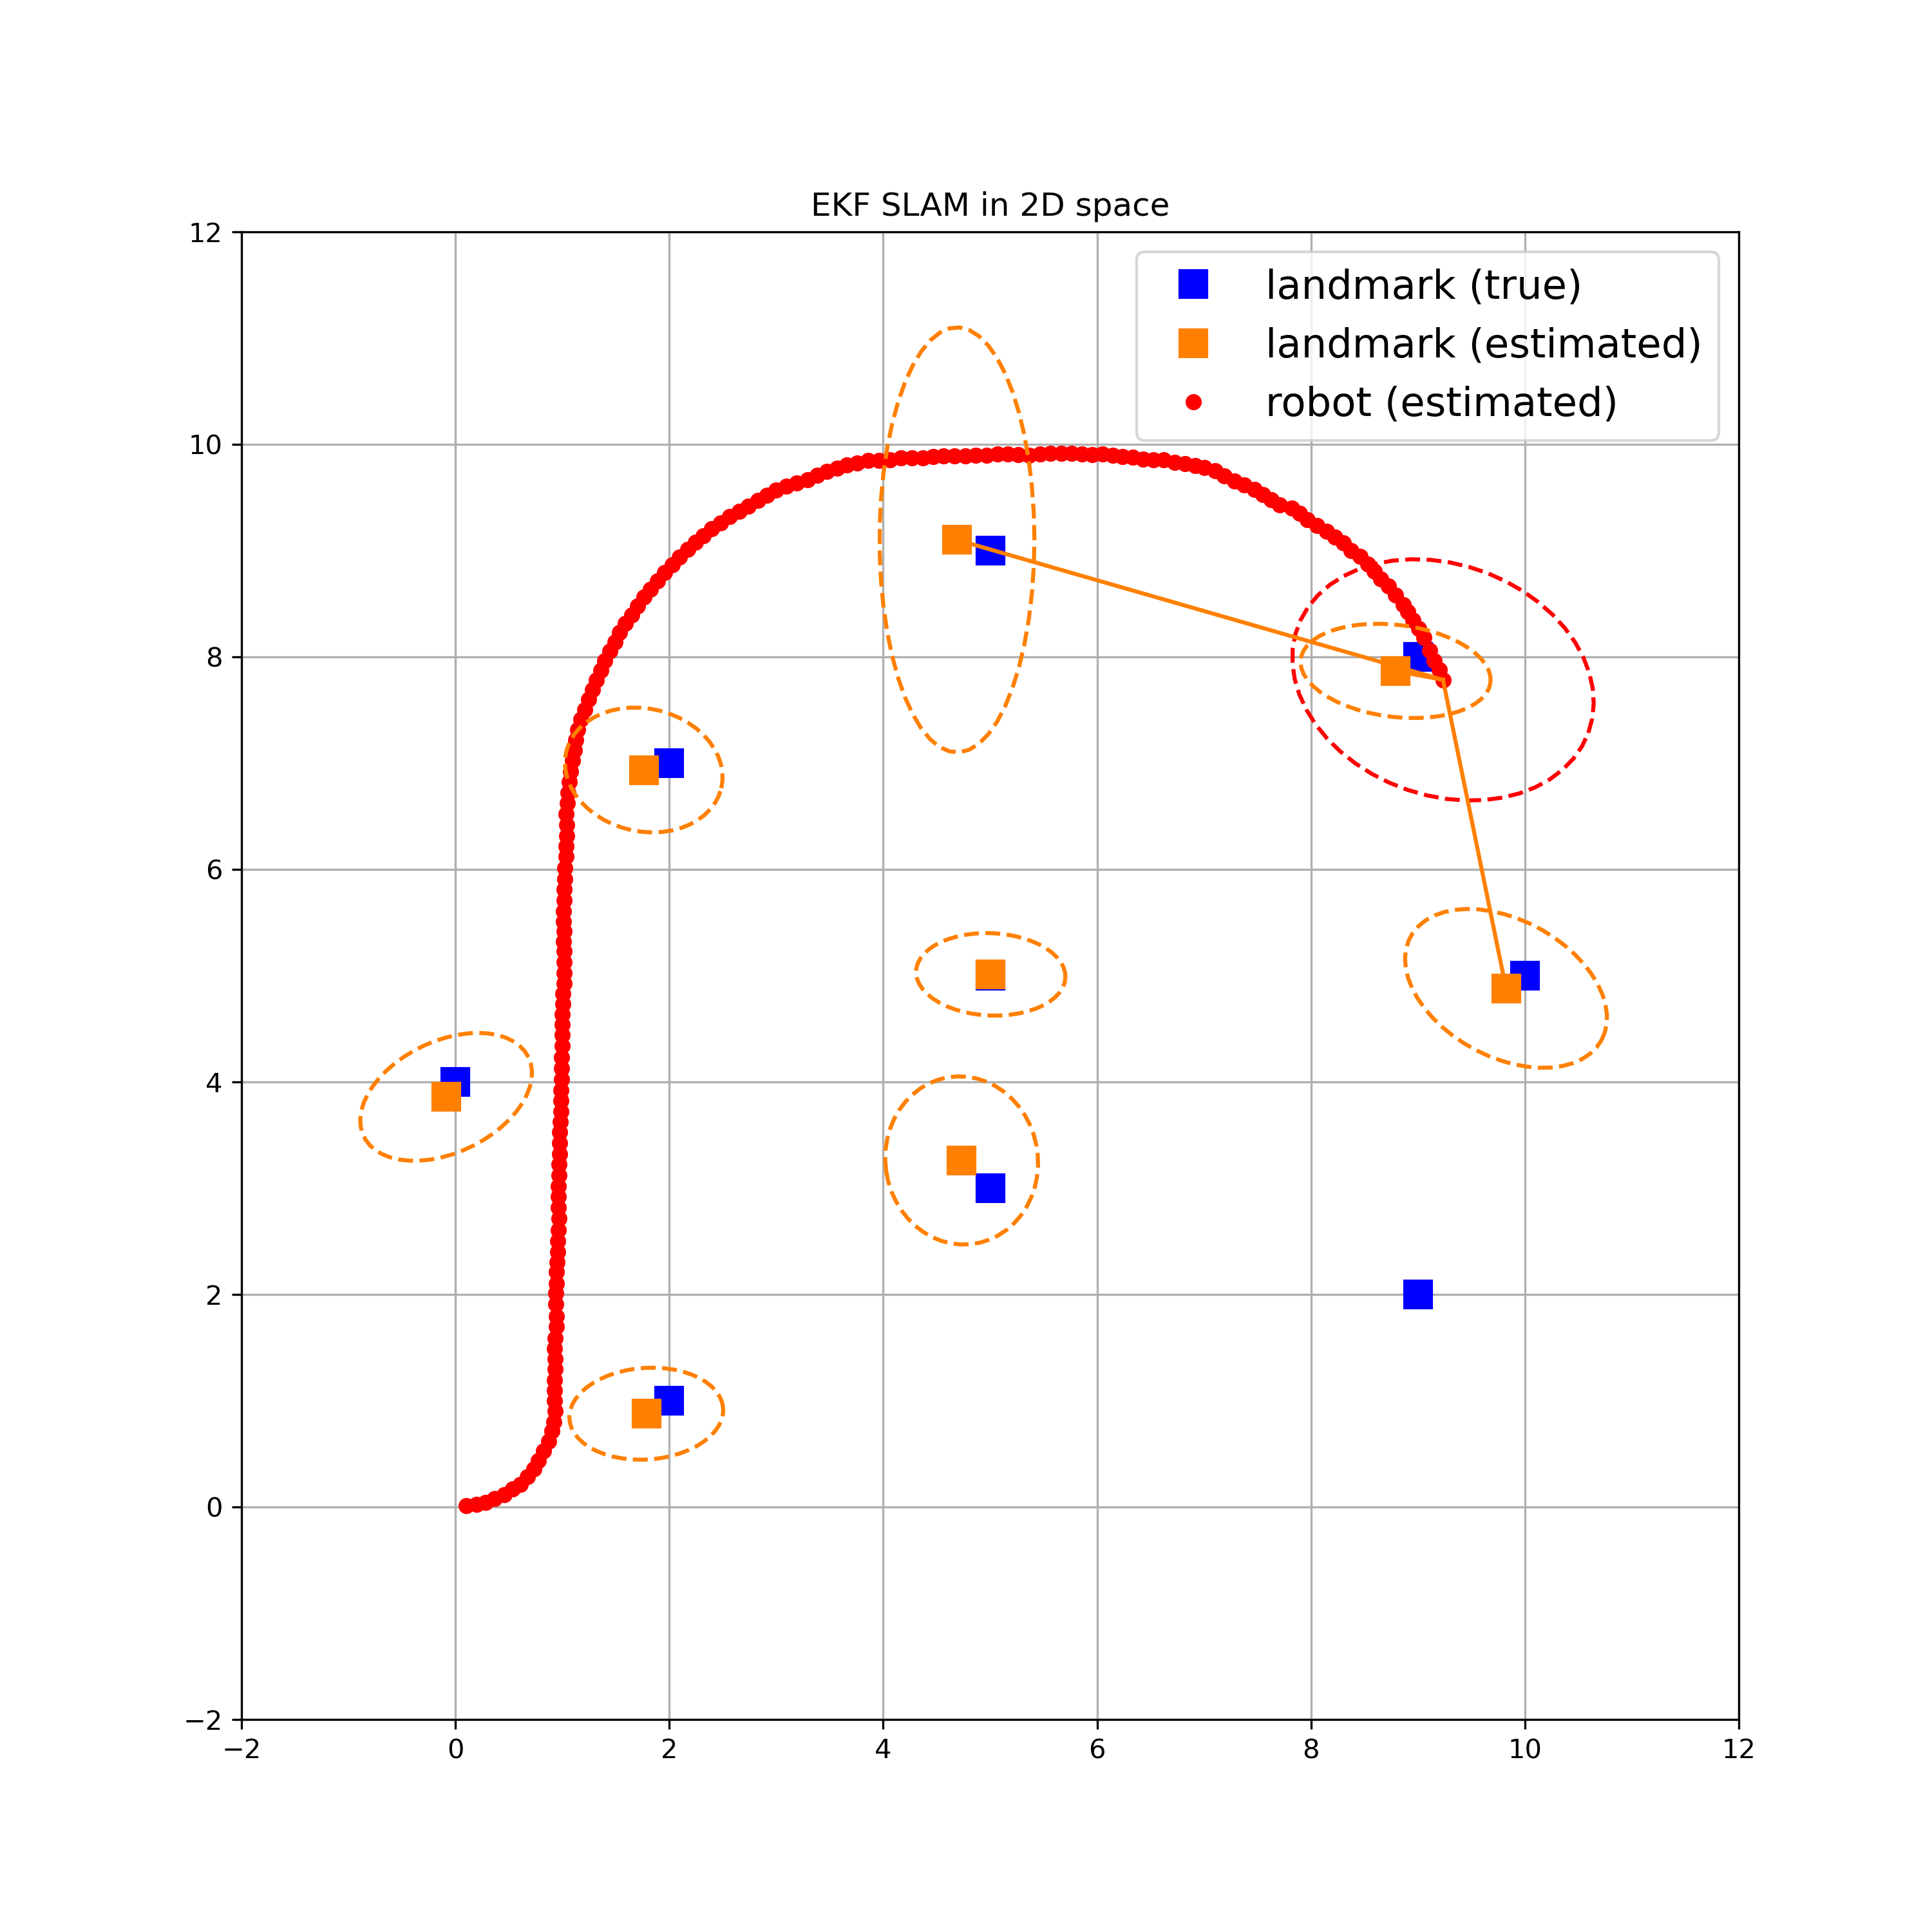 EKF SLAM in 2D space
12
10
8
6
4
2
0
−2
landmark (true)
landmark (estimated)
robot (estimated)
−2 0 2 4 6 8 10 12